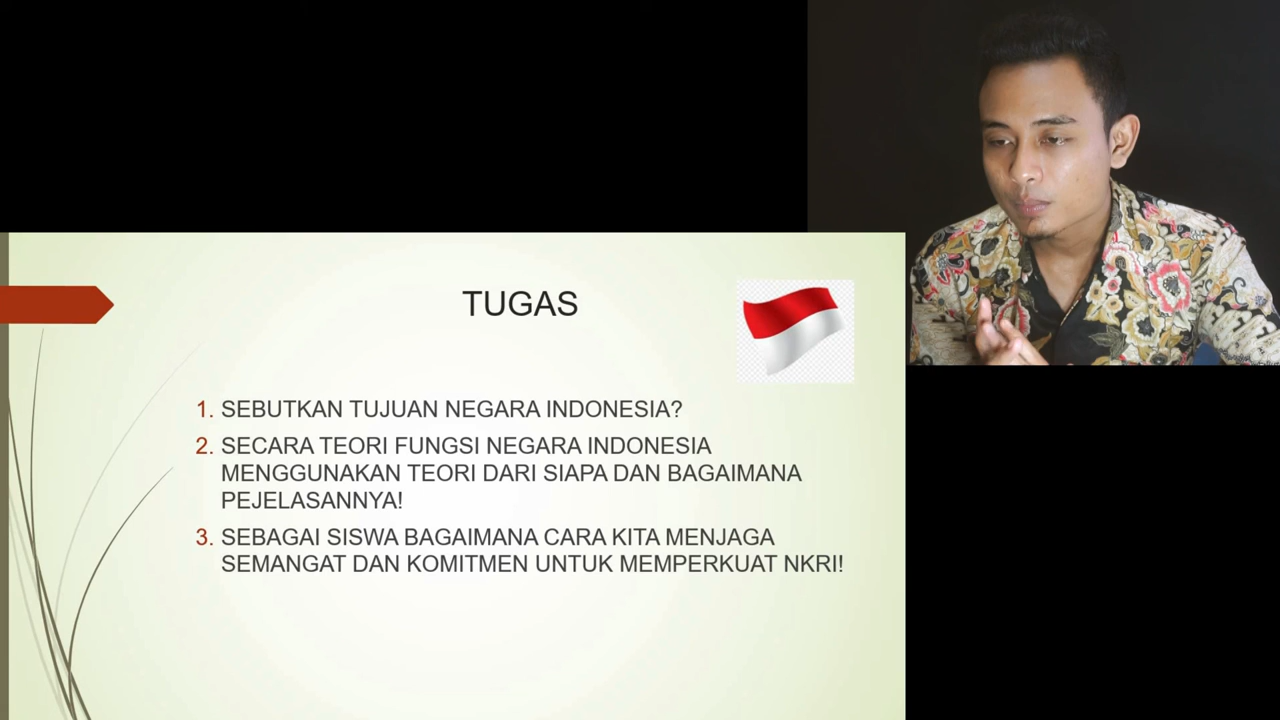 TUGAS
1. SEBUTKAN TUJUAN NEGARA INDONESIA?
2. SECARA TEORI FUNGSI NEGARA INDONESIA
MENGGUNAKAN TEORI DARI SIAPA DAN BAGAIMANA
PEJELASANNYA!
3. SEBAGAI SISWA BAGAIMANA CARA KITA MENJAGA
SEMANGAT DAN KOMITMEN UNTUK MEMPERKUAT NKRI!